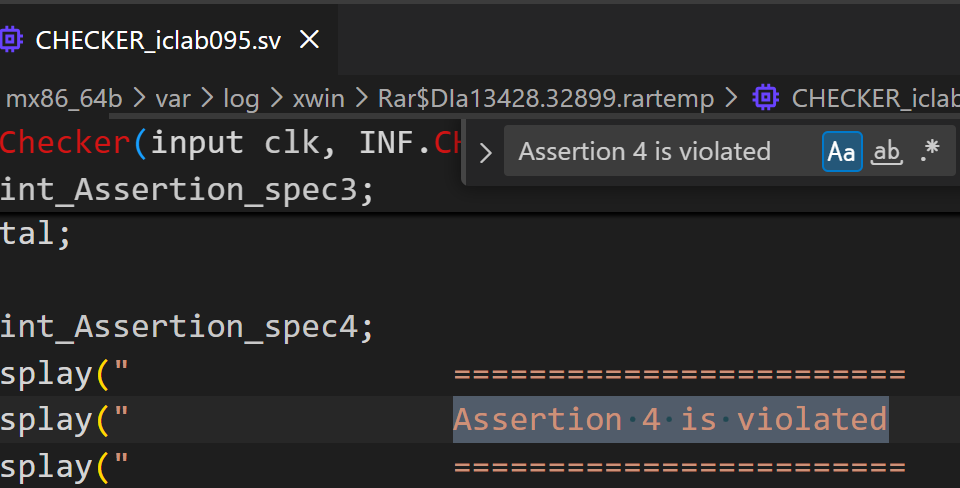 CHECKER_iclab095.sv ×
mx86_64b > var > log > xwin > Rar$DIa13428.32899.rartemp > CHECKER_iclab
Checker(input clk, INF.CH
> Assertion 4 is violated Aa ab .*
int_Assertion_spec3;
tal;
int_Assertion_spec4;
splay(" ========================
splay(" Assertion 4 is violated
splay(" ========================